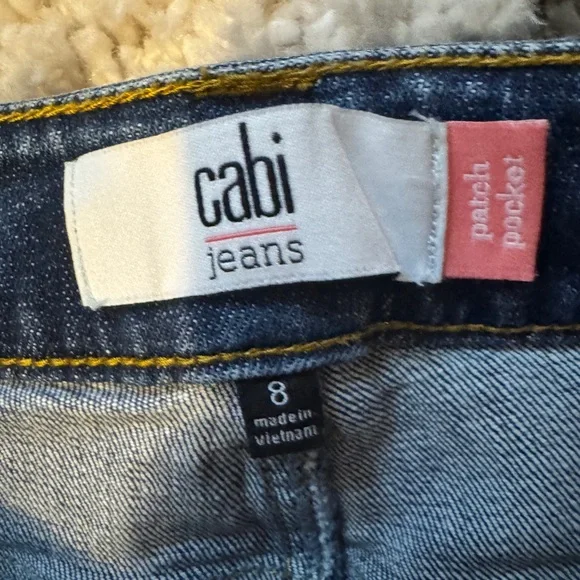 cabi
jeans
patch
pocket
8
made in
vietnam